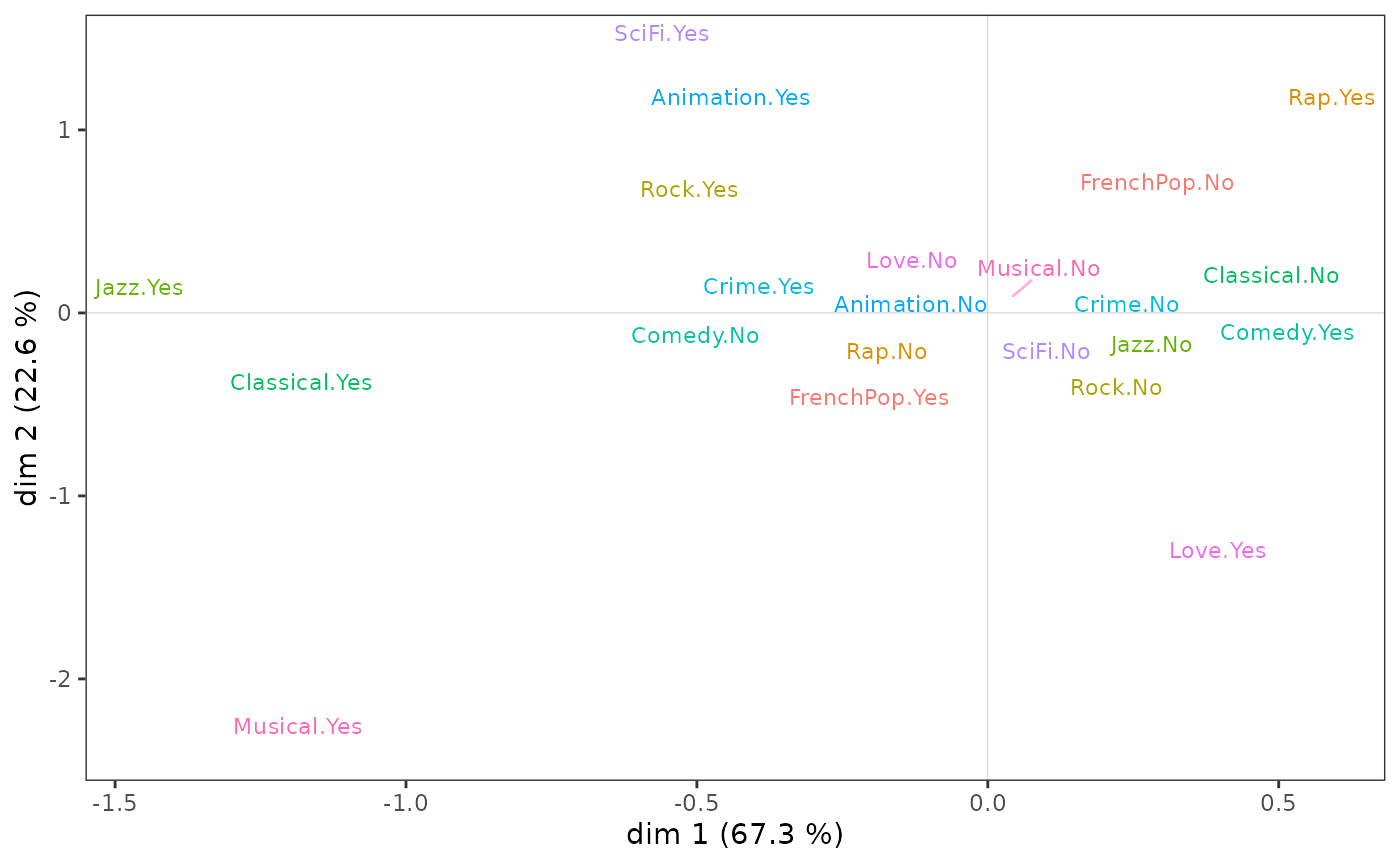 SciFi.Yes
Animation.Yes
Rap.Yes
1
Rock.Yes
FrenchPop.No
Love.No
Musical.No
Classical.No
Jazz.Yes
Crime.Yes
Animation.No
Crime.No
0
Comedy.No
Comedy.Yes
Rap.No
SciFi.No
Jazz.No
Classical.Yes
FrenchPop.Yes
Rock.No
dim 2 (22.6 %)
-1
Love.Yes
-2
Musical.Yes
-1.5
-1.0
-0.5
0.0
0.5
dim 1 (67.3 %)